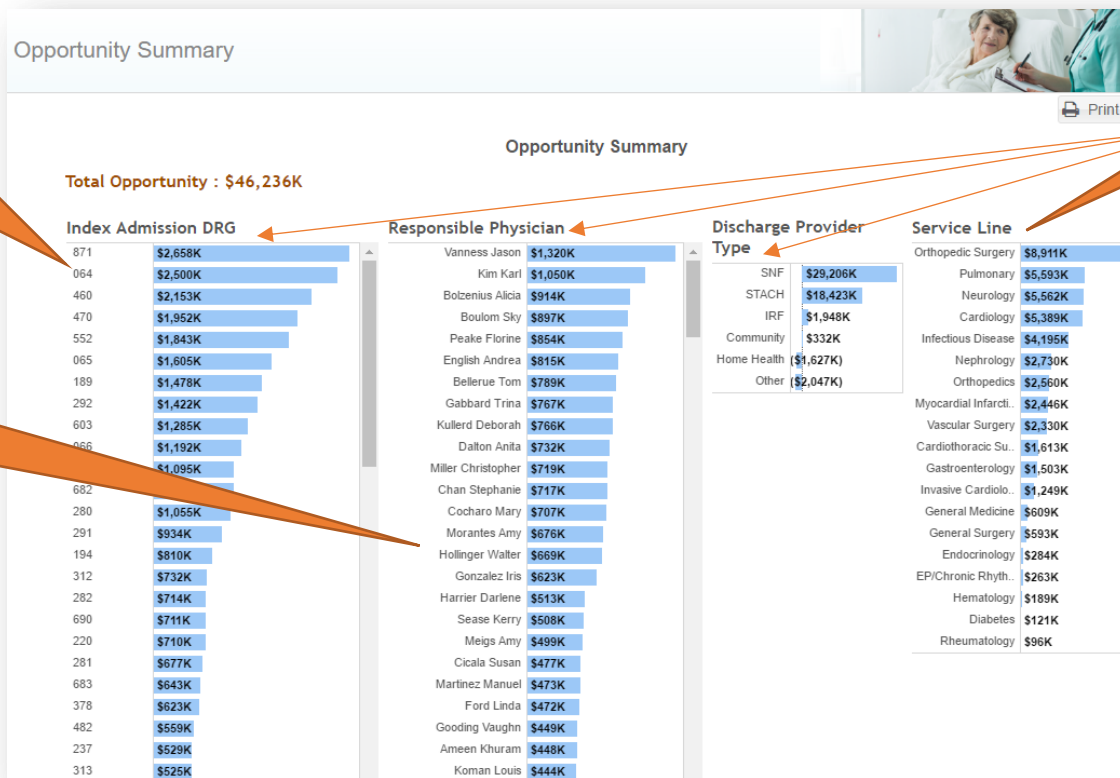 Opportunity Summary
Print
Opportunity Summary
Total Opportunity : $46,236K
Index Admission DRG
871 $2,658K
064 $2,500K
460 $2,153K
470 $1,952K
552 $1,843K
065 $1,605K
189 $1,478K
292 $1,422K
603 $1,285K
$1,192K
$1,095K
682
280 $1,055K
291 $934K
194 $810K
312 $732K
282 $714K
690 $711K
220 $710K
281 $677K
683 $643K
378 $623K
482 $559K
237 $529K
313 $525K
Responsible Physician
Vanness Jason $1,320K
Kim Karl $1,050K
Bolzenius Alicia $914K
Boulom Sky $897K
Peake Florine $854K
English Andrea $815K
Bellerue Tom $789K
Gabbard Trina $767K
Kullerd Deborah $766K
Dalton Anita $732K
Miller Christopher $719K
Chan Stephanie $717K
Cocharo Mary $707K
Morantes Amy $676K
Hollinger Walter $669K
Gonzalez Iris $623K
Harrier Darlene $513K
Sease Kerry $508K
Meigs Amy $499K
Cicala Susan $477K
Martinez Manuel $473K
Ford Linda $472K
Gooding Vaughn $449K
Ameen Khuram $448K
Koman Louis $444K
Discharge Provider
Type
SNF $29,206K
STACH $18,423K
IRF $1,948K
Community $332K
Home Health ($1,627K)
Other ($2,047K)
Service Line
Orthopedic Surgery $8,911K
Pulmonary $5,593K
Neurology $5,562K
Cardiology $5,389K
Infectious Disease $4,195K
Nephrology $2,730K
Orthopedics $2,560K
Myocardial Infarcti.. $2,446K
Vascular Surgery $2,330K
Cardiothoracic Su.. $1,613K
Gastroenterology $1,503K
Invasive Cardiolo.. $1,249K
General Medicine $609K
General Surgery $593K
Endocrinology $284K
EP/Chronic Rhyth.. $263K
Hematology $189K
Diabetes $121K
Rheumatology $96K